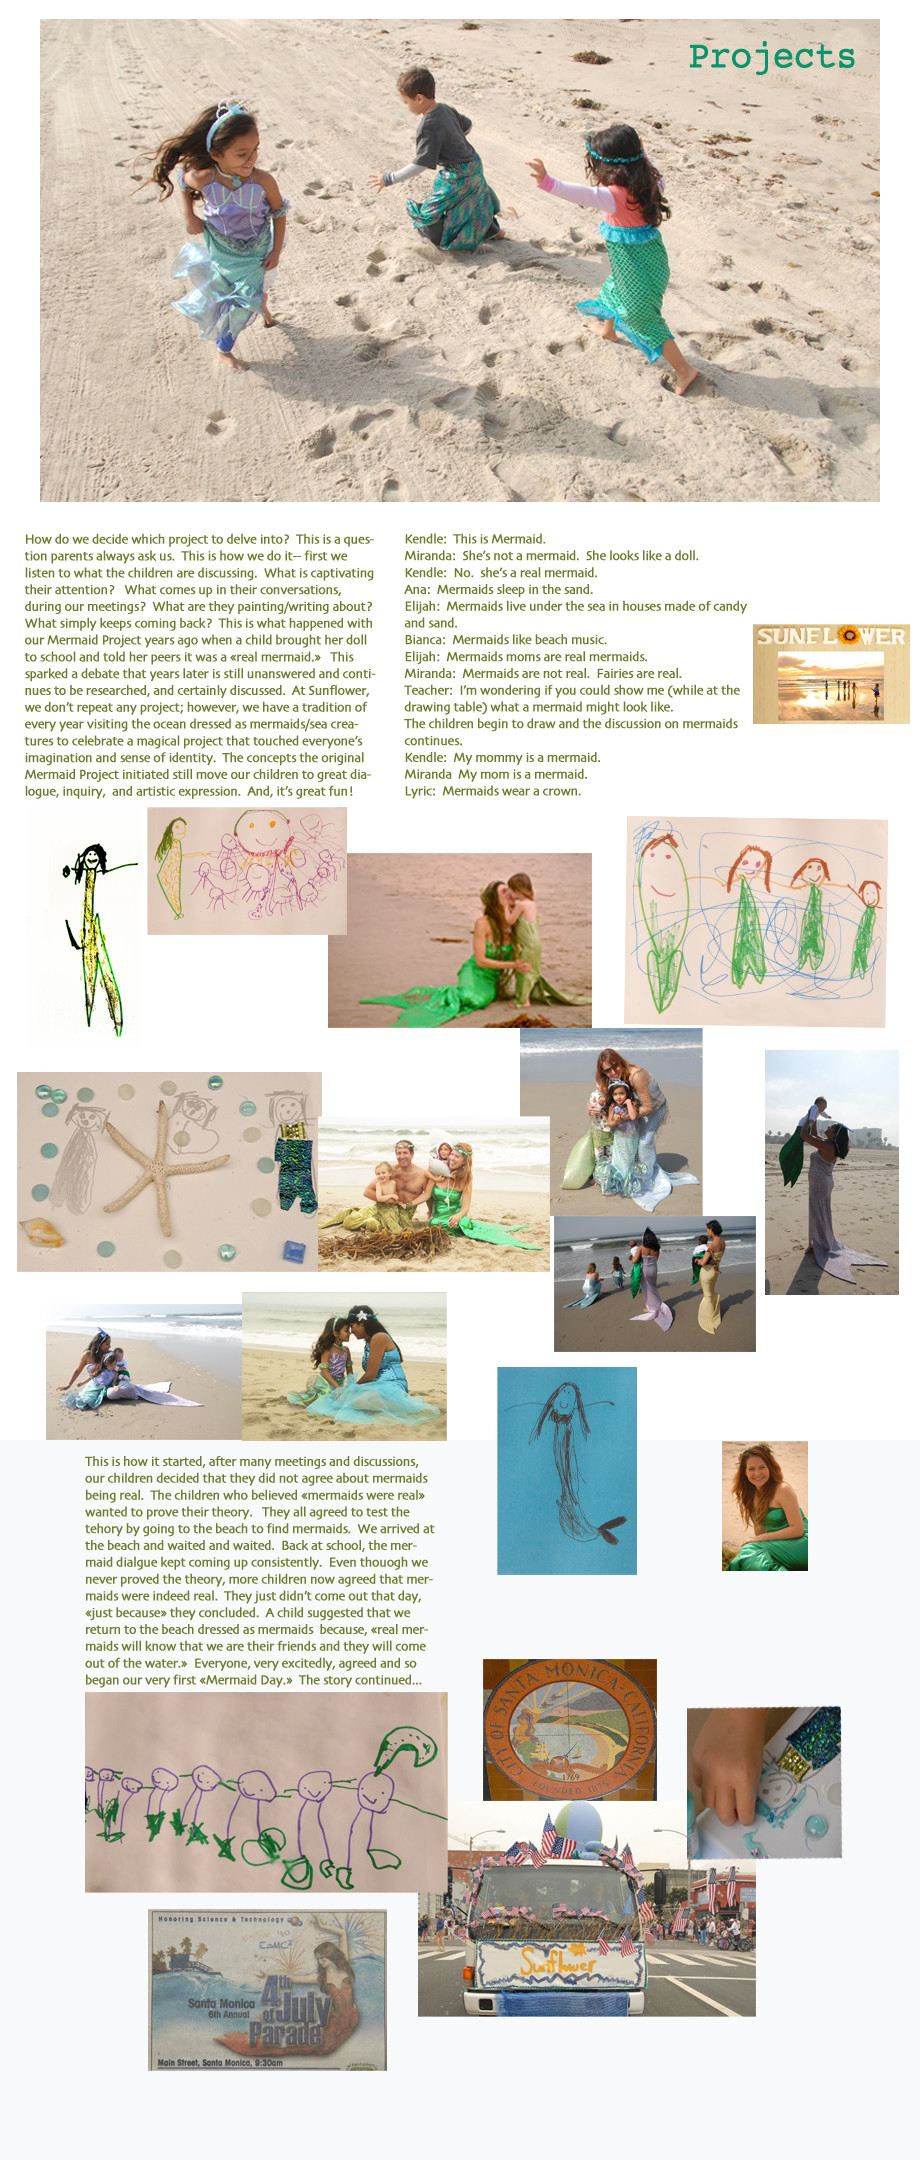 Projects
How do we decide which project to delve into?  This is a ques-
tion parents always ask us.  This is how we do it-- first we
listen to what the children are discussing.  What is captivating
their attention?   What comes up in their conversations,
during our meetings?  What are they painting/writing about?
What simply keeps coming back?  This is what happened with
our Mermaid Project years ago when a child brought her doll
to school and told her peers it was a «real mermaid.»   This
sparked a debate that years later is still unanswered and conti-
nues to be researched, and certainly discussed.  At Sunflower,
we don't repeat any project; however, we have a tradition of
every year visiting the ocean dressed as mermaids/sea crea-
tures to celebrate a magical project that touched everyone's
imagination and sense of identity.  The concepts the original
Mermaid Project initiated still move our children to great dia-
logue, inquiry,  and artistic expression.  And, it's great fun!
Kendle:  This is Mermaid.
Miranda:  She's not a mermaid.  She looks like a doll.
Kendle:  No.  she's a real mermaid.
Ana:  Mermaids sleep in the sand.
Elijah:  Mermaids live under the sea in houses made of candy
and sand.
Bianca:  Mermaids like beach music.
Elijah:  Mermaids moms are real mermaids.
Miranda:  Mermaids are not real.  Fairies are real.
Teacher:  I'm wondering if you could show me (while at the
drawing table) what a mermaid might look like.
The children begin to draw and the discussion on mermaids
continues.
Kendle:  My mommy is a mermaid.
Miranda  My mom is a mermaid.
Lyric:  Mermaids wear a crown.
SUNFLOWER
This is how it started, after many meetings and discussions,
our children decided that they did not agree about mermaids
being real.  The children who believed «mermaids were real»
wanted to prove their theory.   They all agreed to test the
tehory by going to the beach to find mermaids.  We arrived at
the beach and waited and waited.  Back at school, the mer-
maid dialgue kept coming up consistently.  Even thouogh we
never proved the theory, more children now agreed that mer-
maids were indeed real.  They just didn't come out that day,
«just because» they concluded.  A child suggested that we
return to the beach dressed as mermaids  because, «real mer-
maids will know that we are their friends and they will come
out of the water.»  Everyone, very excitedly, agreed and so
began our very first «Mermaid Day.»  The story continued...
CITY OF SANTA MONICA · CALIFORNIA
1769
FOUNDED 1875
Sunflower
Honoring Science & Technology
H2O
E=MC2
Santa Monica
6th Annual
4th
of July
Parade
Main Street, Santa Monica, 9:30am